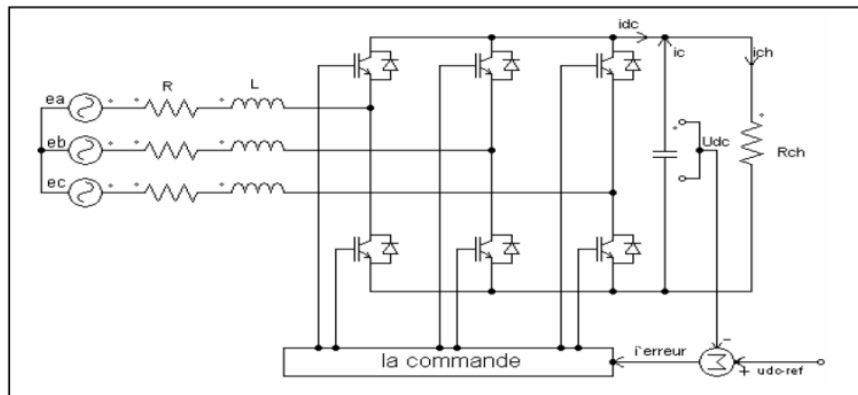 idc
ic
ich
R
L
ea
eb
ec
Udc
Rch
la commande
l'erreur
-
Σ
+
udc-ref